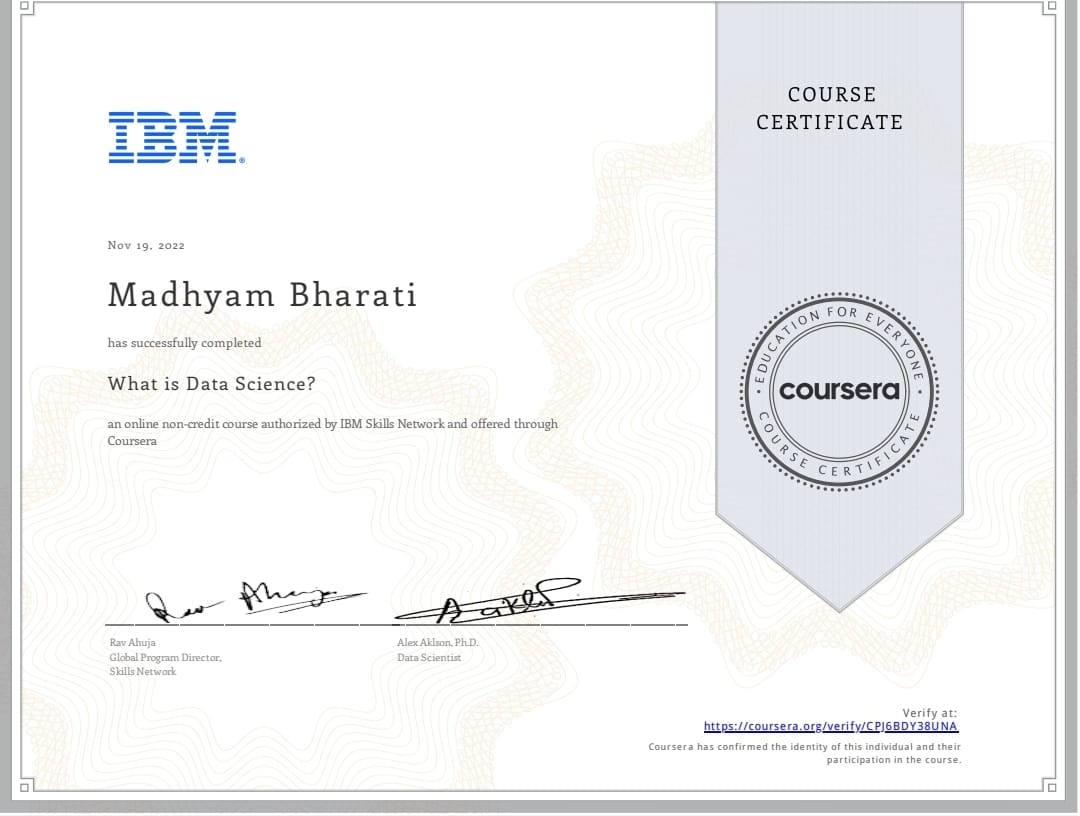 COURSE
CERTIFICATE
IBM®
Nov 19, 2022
Madhyam Bharati
has successfully completed
What is Data Science?
an online non-credit course authorized by IBM Skills Network and offered through
Coursera
EDUCATION FOR EVERYONE
coursera
COURSE CERTIFICATE
Rav Ahuja
Global Program Director,
Skills Network
Alex Aklson, Ph.D.
Data Scientist
Verify at:
https://coursera.org/verify/CPJ6BDY38UNA
Coursera has confirmed the identity of this individual and their
participation in the course.